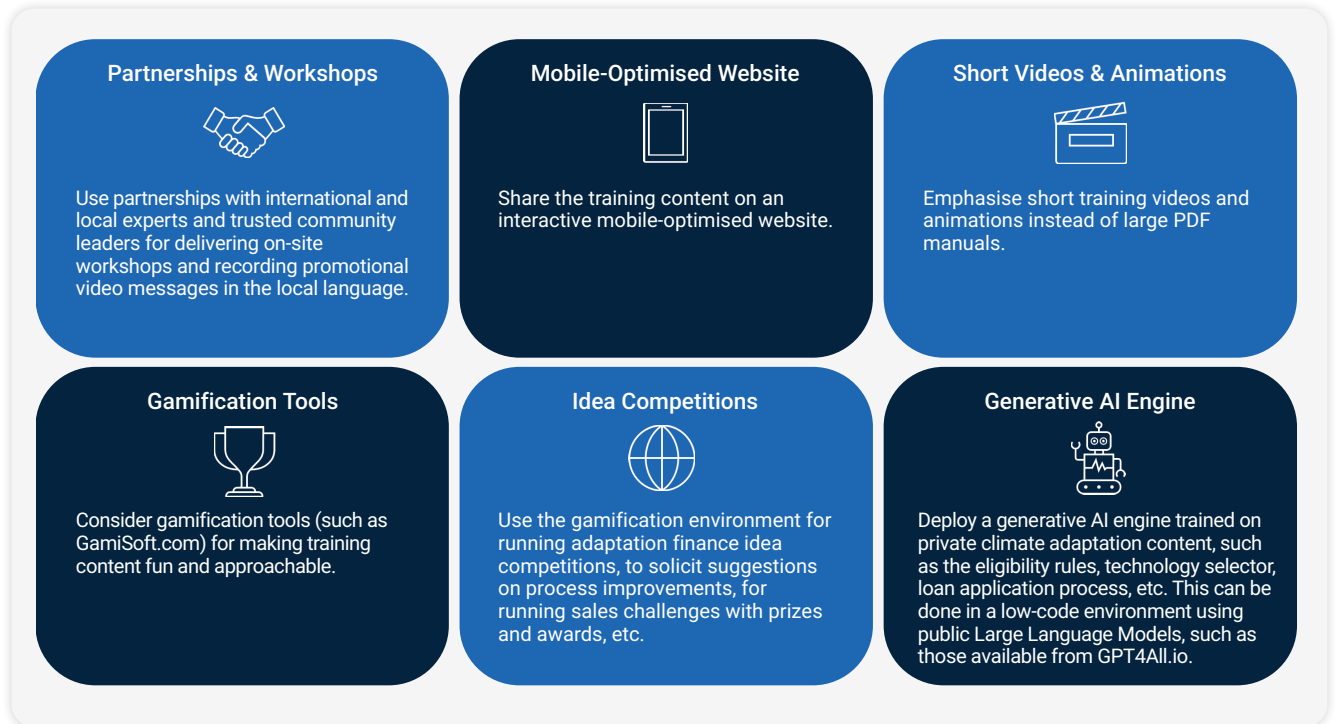 Partnerships & Workshops
Use partnerships with international and
local experts and trusted community
leaders for delivering on-site
workshops and recording promotional
video messages in the local language.
Mobile-Optimised Website
Share the training content on an
interactive mobile-optimised website.
Short Videos & Animations
Emphasise short training videos and
animations instead of large PDF
manuals.
Gamification Tools
Consider gamification tools (such as
GamiSoft.com) for making training
content fun and approachable.
Idea Competitions
Use the gamification environment for
running adaptation finance idea
competitions, to solicit suggestions
on process improvements, for
running sales challenges with prizes
and awards, etc.
Generative AI Engine
Deploy a generative AI engine trained on
private climate adaptation content, such
as the eligibility rules, technology selector,
loan application process, etc. This can be
done in a low-code environment using
public Large Language Models, such as
those available from GPT4All.io.